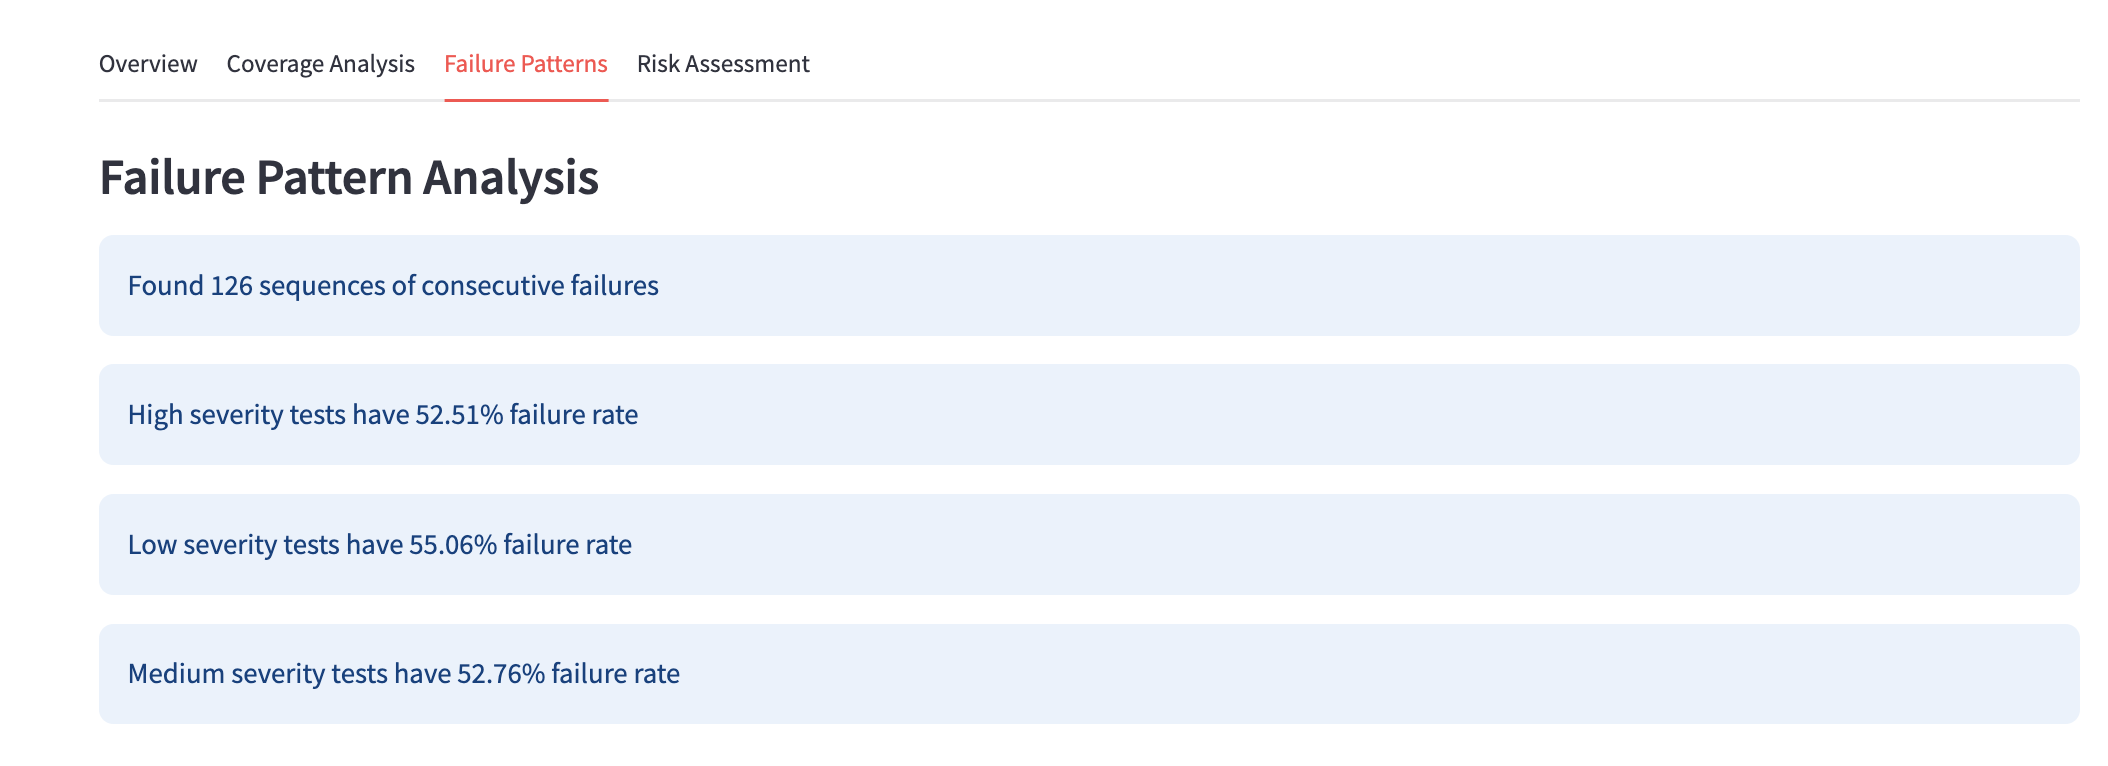 Overview Coverage Analysis Failure Patterns Risk Assessment
Failure Pattern Analysis
Found 126 sequences of consecutive failures
High severity tests have 52.51% failure rate
Low severity tests have 55.06% failure rate
Medium severity tests have 52.76% failure rate